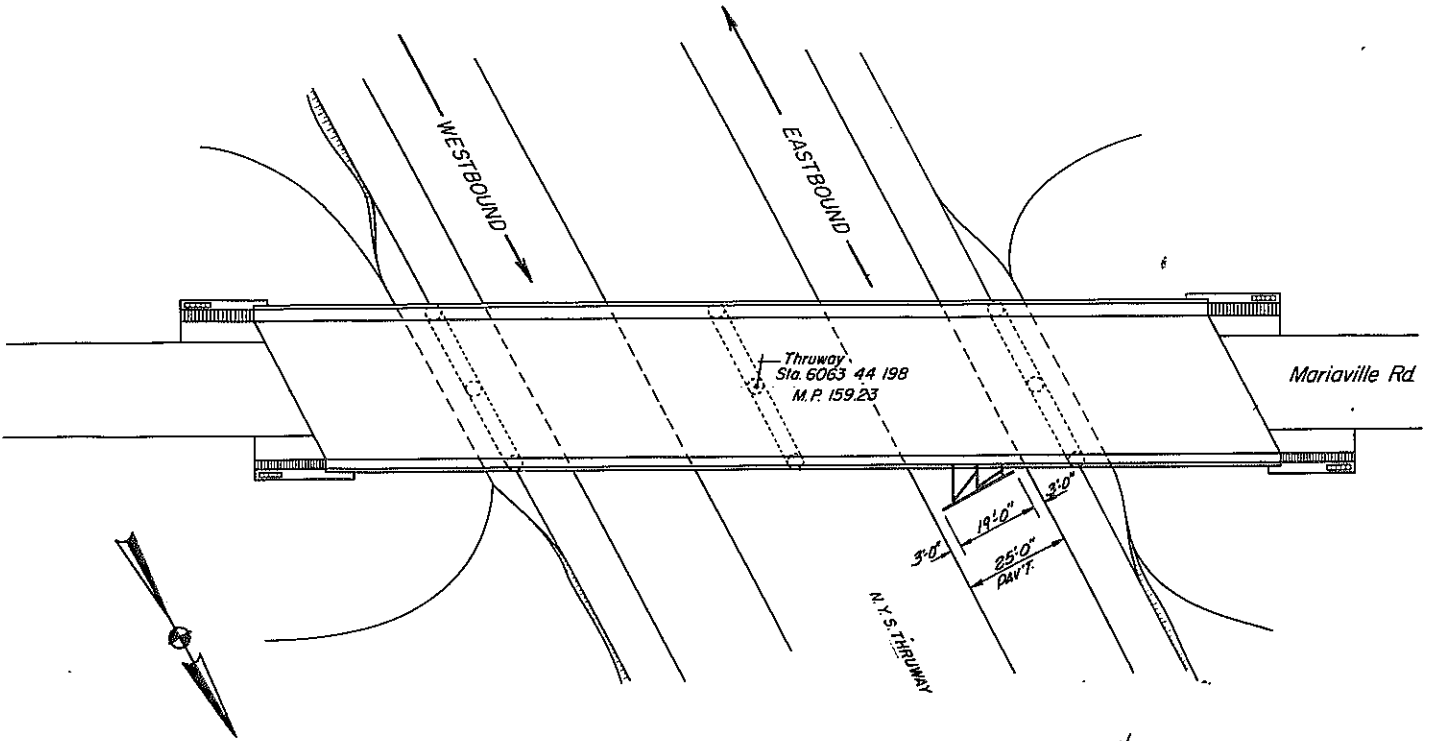 WESTBOUND
EASTBOUND
Thruway
Sta. 6063 44 198
M.P. 159.23
Mariaville Rd.
3'-0"
19'-0"
3'-0"
25'-0"
PAV'T.
N.Y.S. THRUWAY